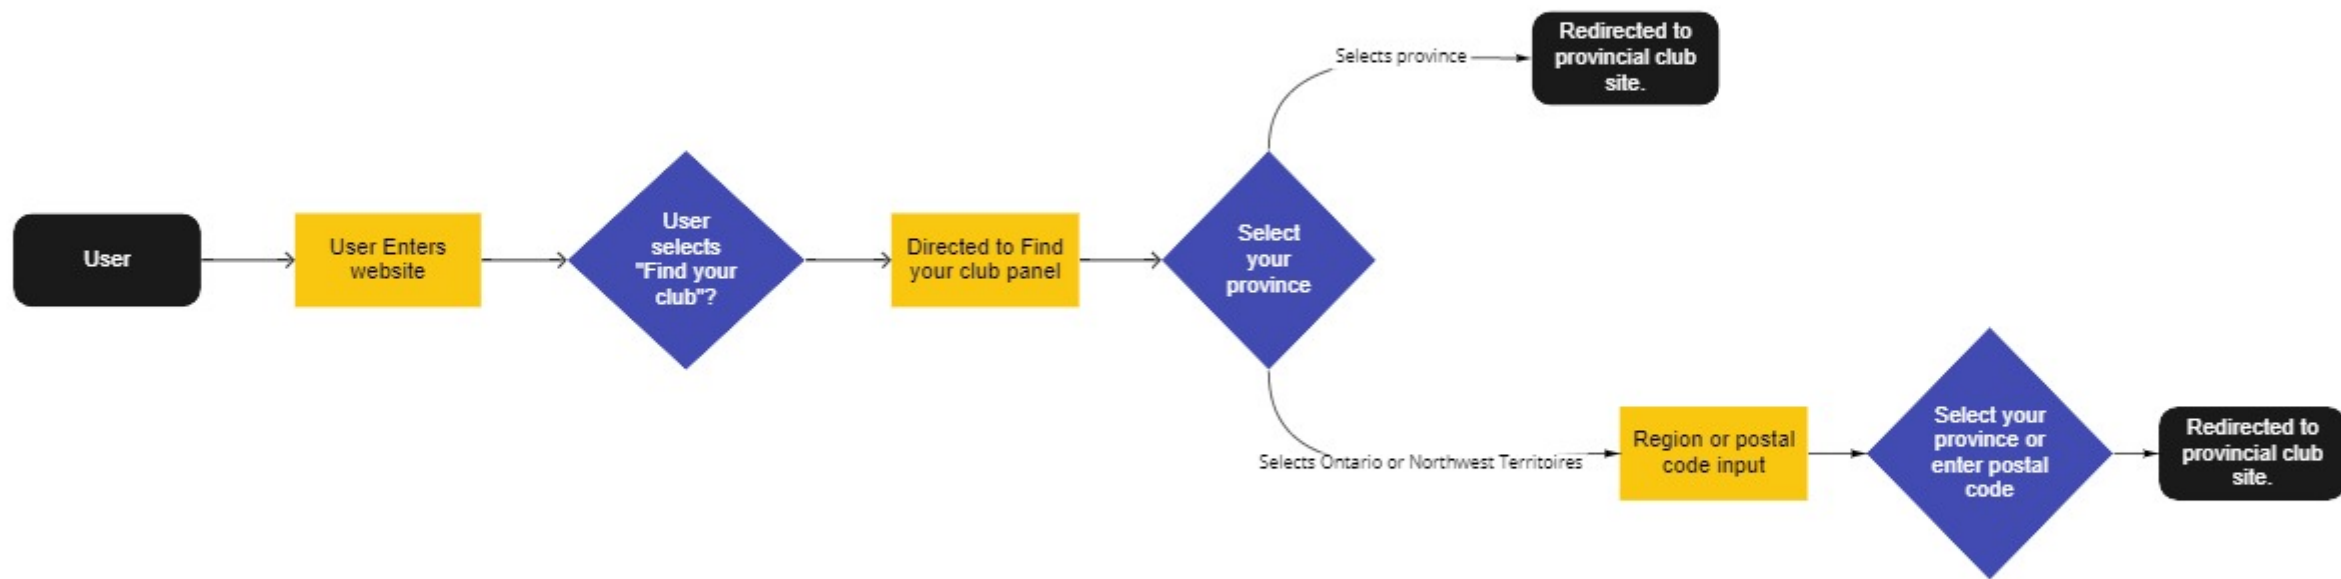 User
User Enters
website
User
selects
"Find your
club"?
Directed to Find
your club panel
Select
your
province
Selects province
Redirected to
provincial club
site.
Selects Ontario or Northwest Territoires
Region or postal
code input
Select your
province or
enter postal
code
Redirected to
provincial club
site.